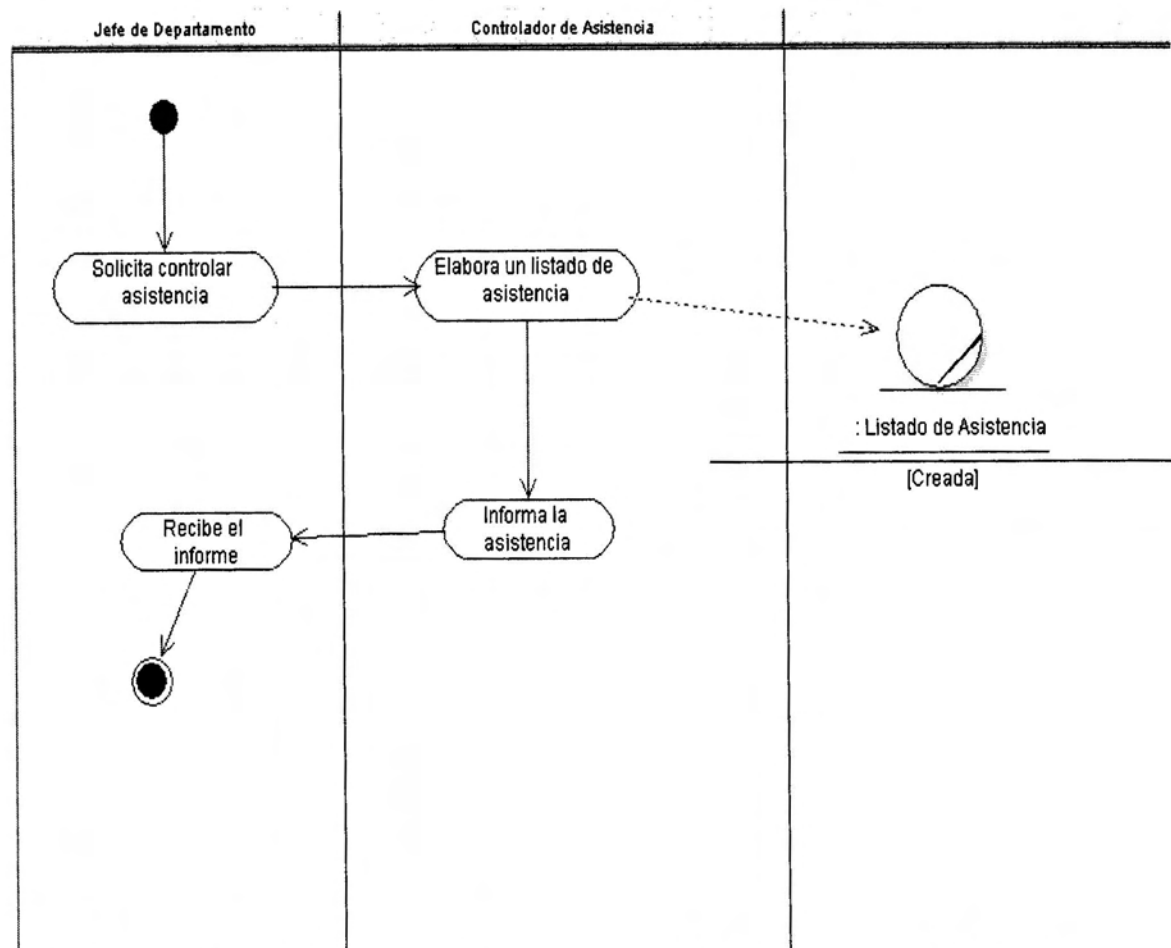 Jefe de Departamento
Controlador de Asistencia
Solicita controlar
asistencia
Elabora un listado de
asistencia
: Listado de Asistencia
[Creada]
Informa la
asistencia
Recibe el
informe